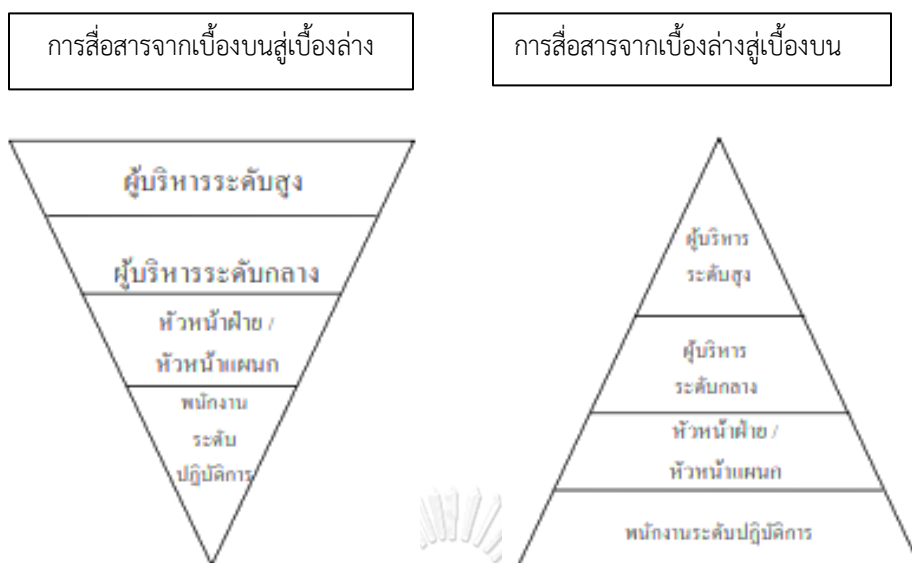 การสื่อสารจากเบื้องบนสู่เบื้องล่าง
การสื่อสารจากเบื้องล่างสู่เบื้องบน
ผู้บริหารระดับสูง
ผู้บริหารระดับกลาง
หัวหน้าฝ่าย /
หัวหน้าแผนก
พนักงาน
ระดับ
ปฏิบัติการ
ผู้บริหาร
ระดับสูง
ผู้บริหาร
ระดับกลาง
หัวหน้าฝ่าย /
หัวหน้าแผนก
พนักงานระดับปฏิบัติการ